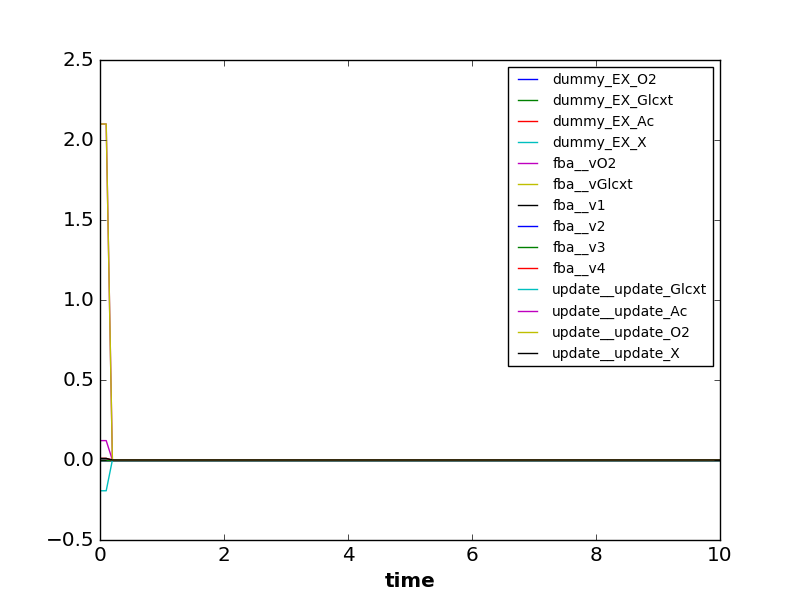 2.5
2.0
1.5
1.0
0.5
0.0
−0.5
0
2
4
6
8
10
time
dummy_EX_O2
dummy_EX_Glcxt
dummy_EX_Ac
dummy_EX_X
fba__vO2
fba__vGlcxt
fba__v1
fba__v2
fba__v3
fba__v4
update__update_Glcxt
update__update_Ac
update__update_O2
update__update_X